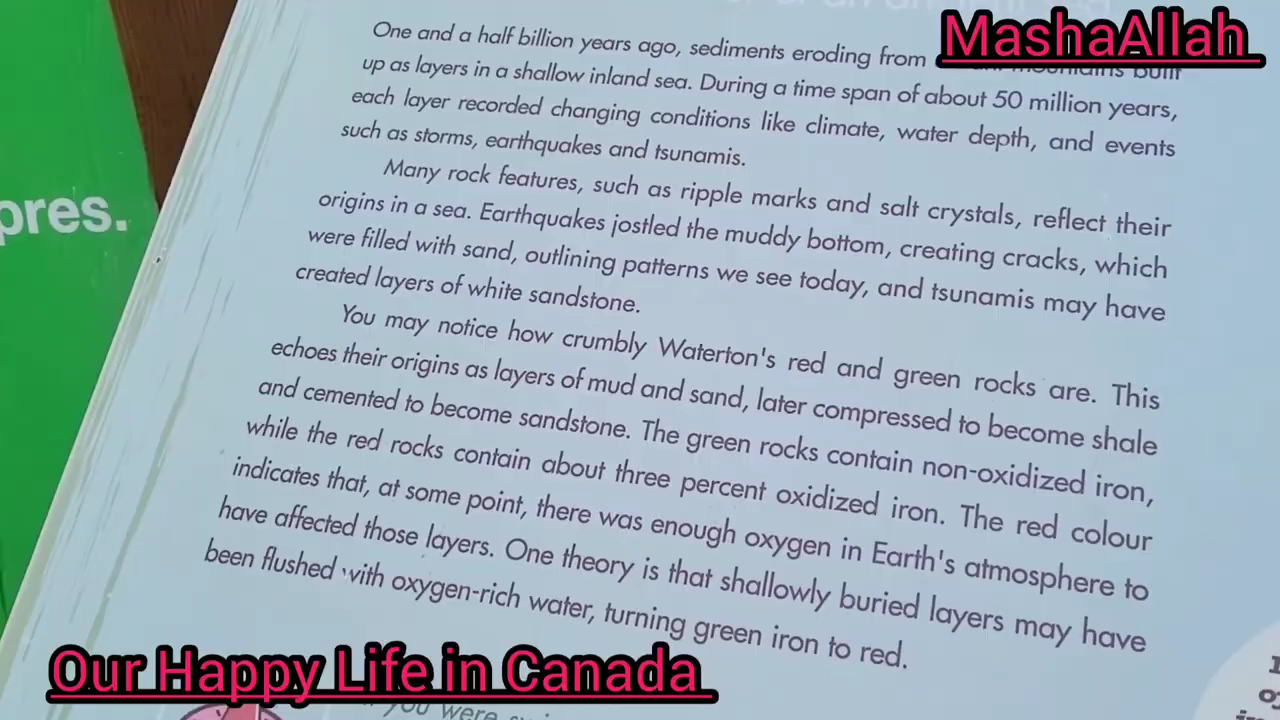 MashaAllah
One and a half billion years ago, sediments eroding from mountains built
up as layers in a shallow inland sea. During a time span of about 50 million years,
each layer recorded changing conditions like climate, water depth, and events
such as storms, earthquakes and tsunamis.
Many rock features, such as ripple marks and salt crystals, reflect their
origins in a sea. Earthquakes jostled the muddy bottom, creating cracks, which
were filled with sand, outlining patterns we see today, and tsunamis may have
created layers of white sandstone.
You may notice how crumbly Waterton's red and green rocks are. This
echoes their origins as layers of mud and sand, later compressed to become shale
and cemented to become sandstone. The green rocks contain non-oxidized iron,
while the red rocks contain about three percent oxidized iron. The red colour
indicates that, at some point, there was enough oxygen in Earth's atmosphere to
have affected those layers. One theory is that shallowly buried layers may have
been flushed with oxygen-rich water, turning green iron to red.
pres.
Our Happy Life in Canada
you were